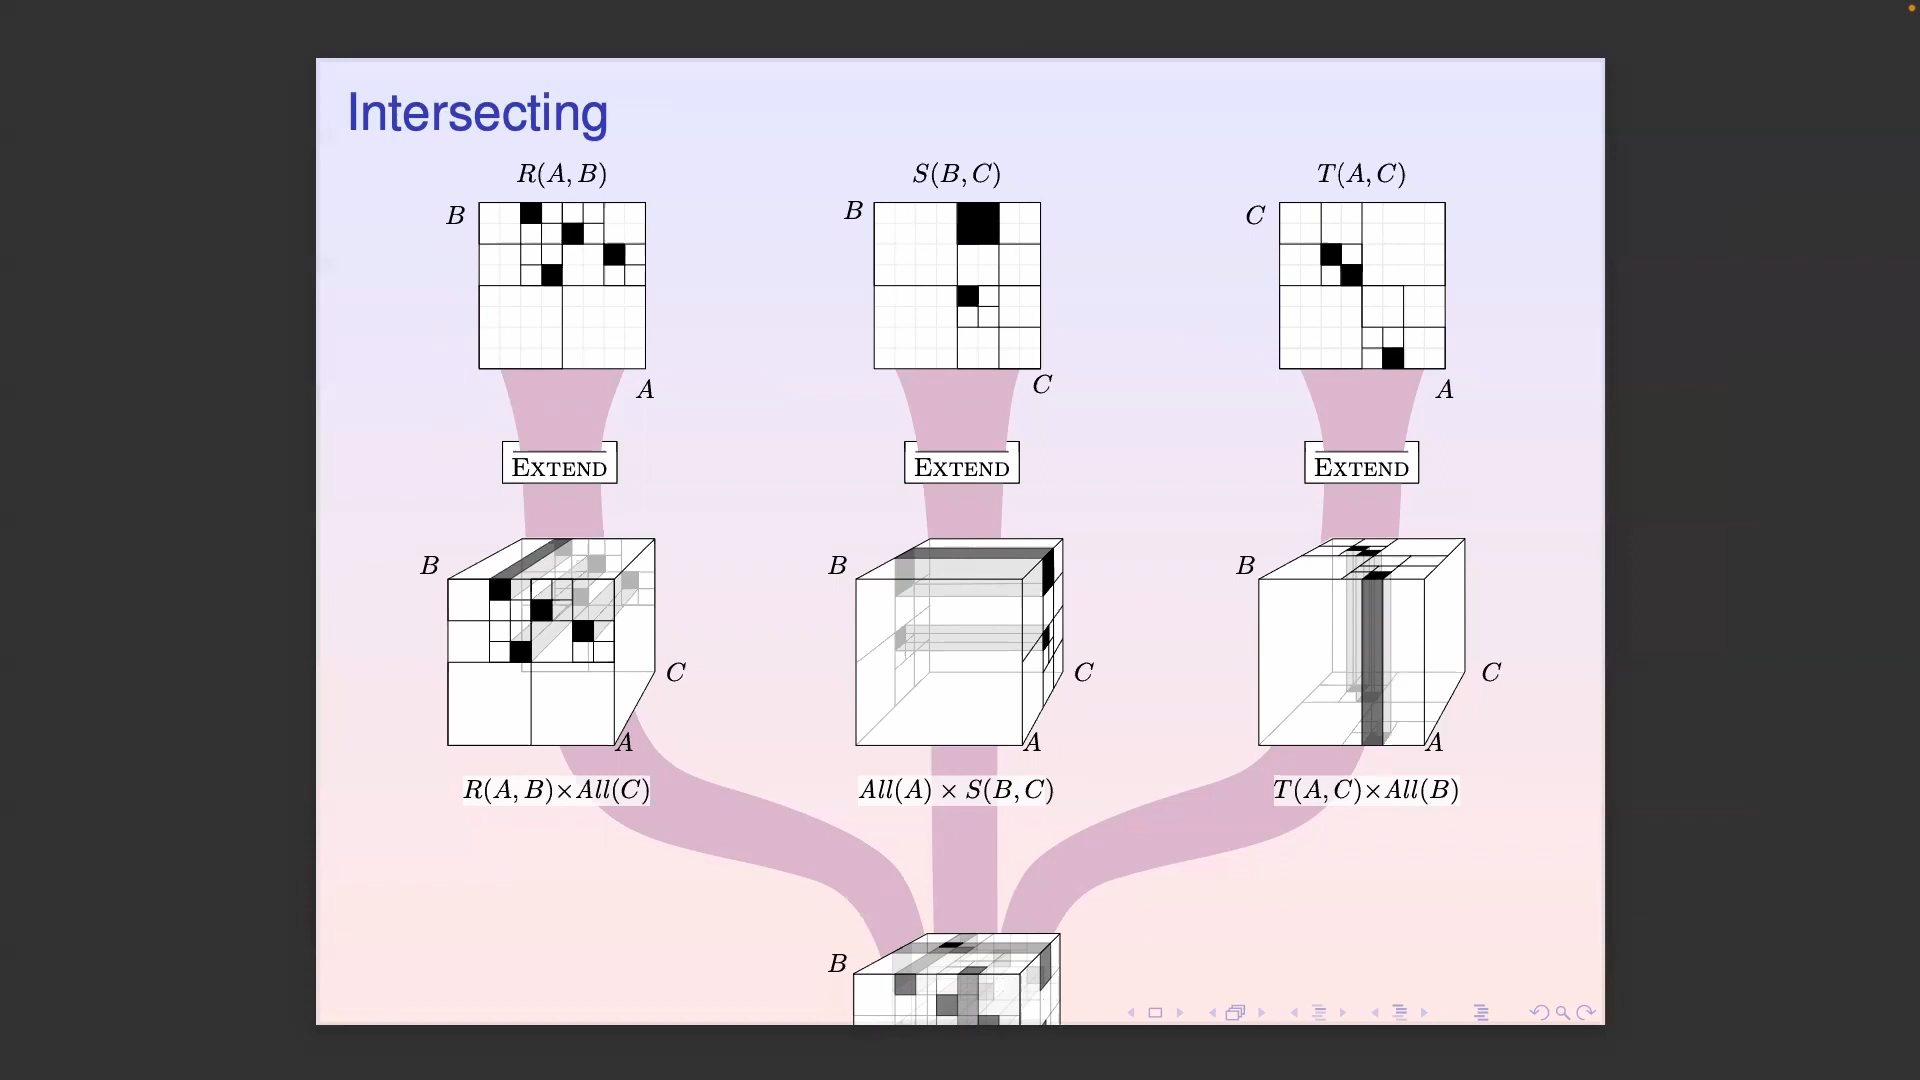 Intersecting
R(A, B)
S(B, C)
T(A, C)
B
B
C
A
C
A
EXTEND
EXTEND
EXTEND
B
B
B
C
C
C
A
A
A
R(A, B)×All(C)
All(A) × S(B, C)
T(A, C)×All(B)
B